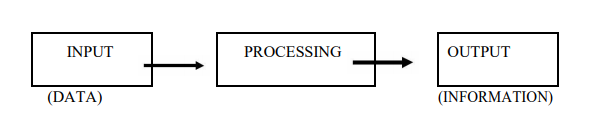 INPUT PROCESSING OUTPUT
(DATA) (INFORMATION)